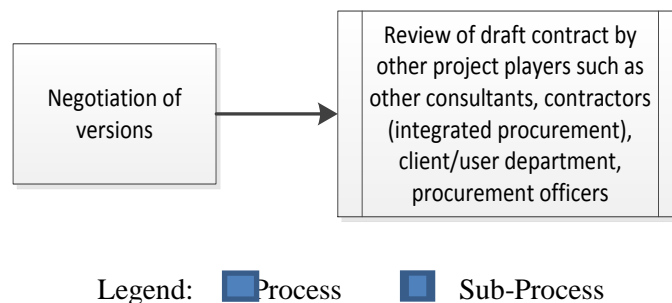 Negotiation of
versions
Review of draft contract by
other project players such as
other consultants, contractors
(integrated procurement),
client/user department,
procurement officers
Legend: Process Sub-Process